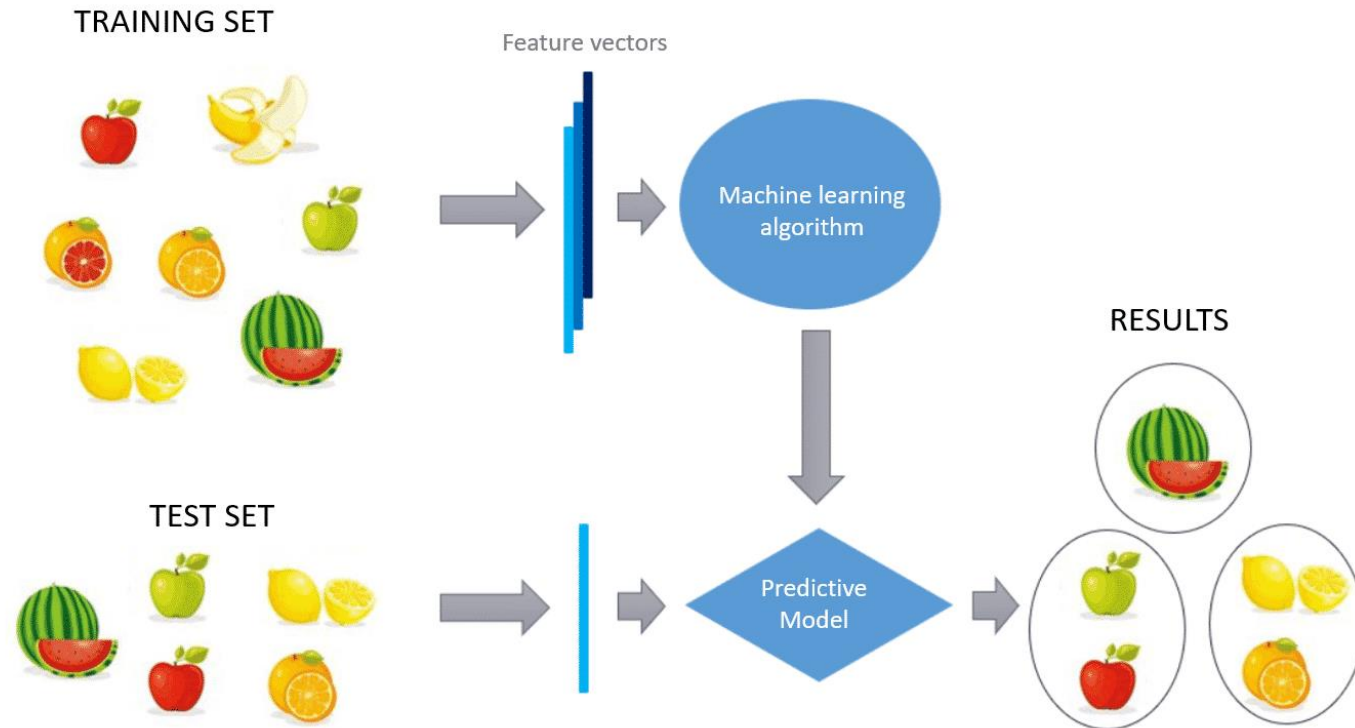 TRAINING SET
Feature vectors
Machine learning
algorithm
RESULTS
TEST SET
Predictive
Model